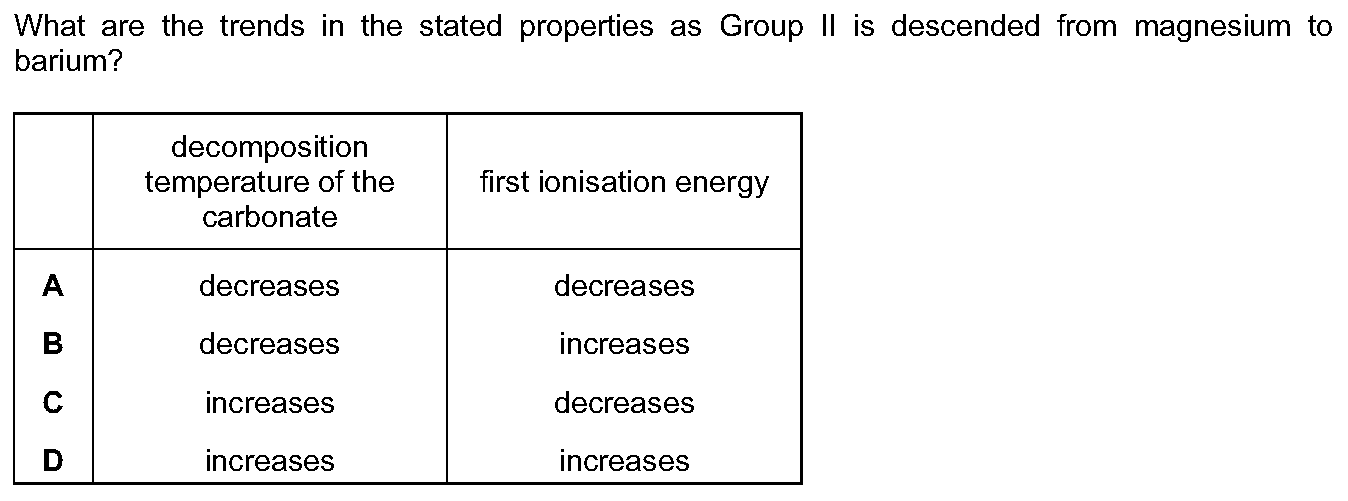 What are the trends in the stated properties as Group II is descended from magnesium to
barium?
decomposition
temperature of the
carbonate
first ionisation energy
A decreases decreases
B decreases increases
C increases decreases
D increases increases